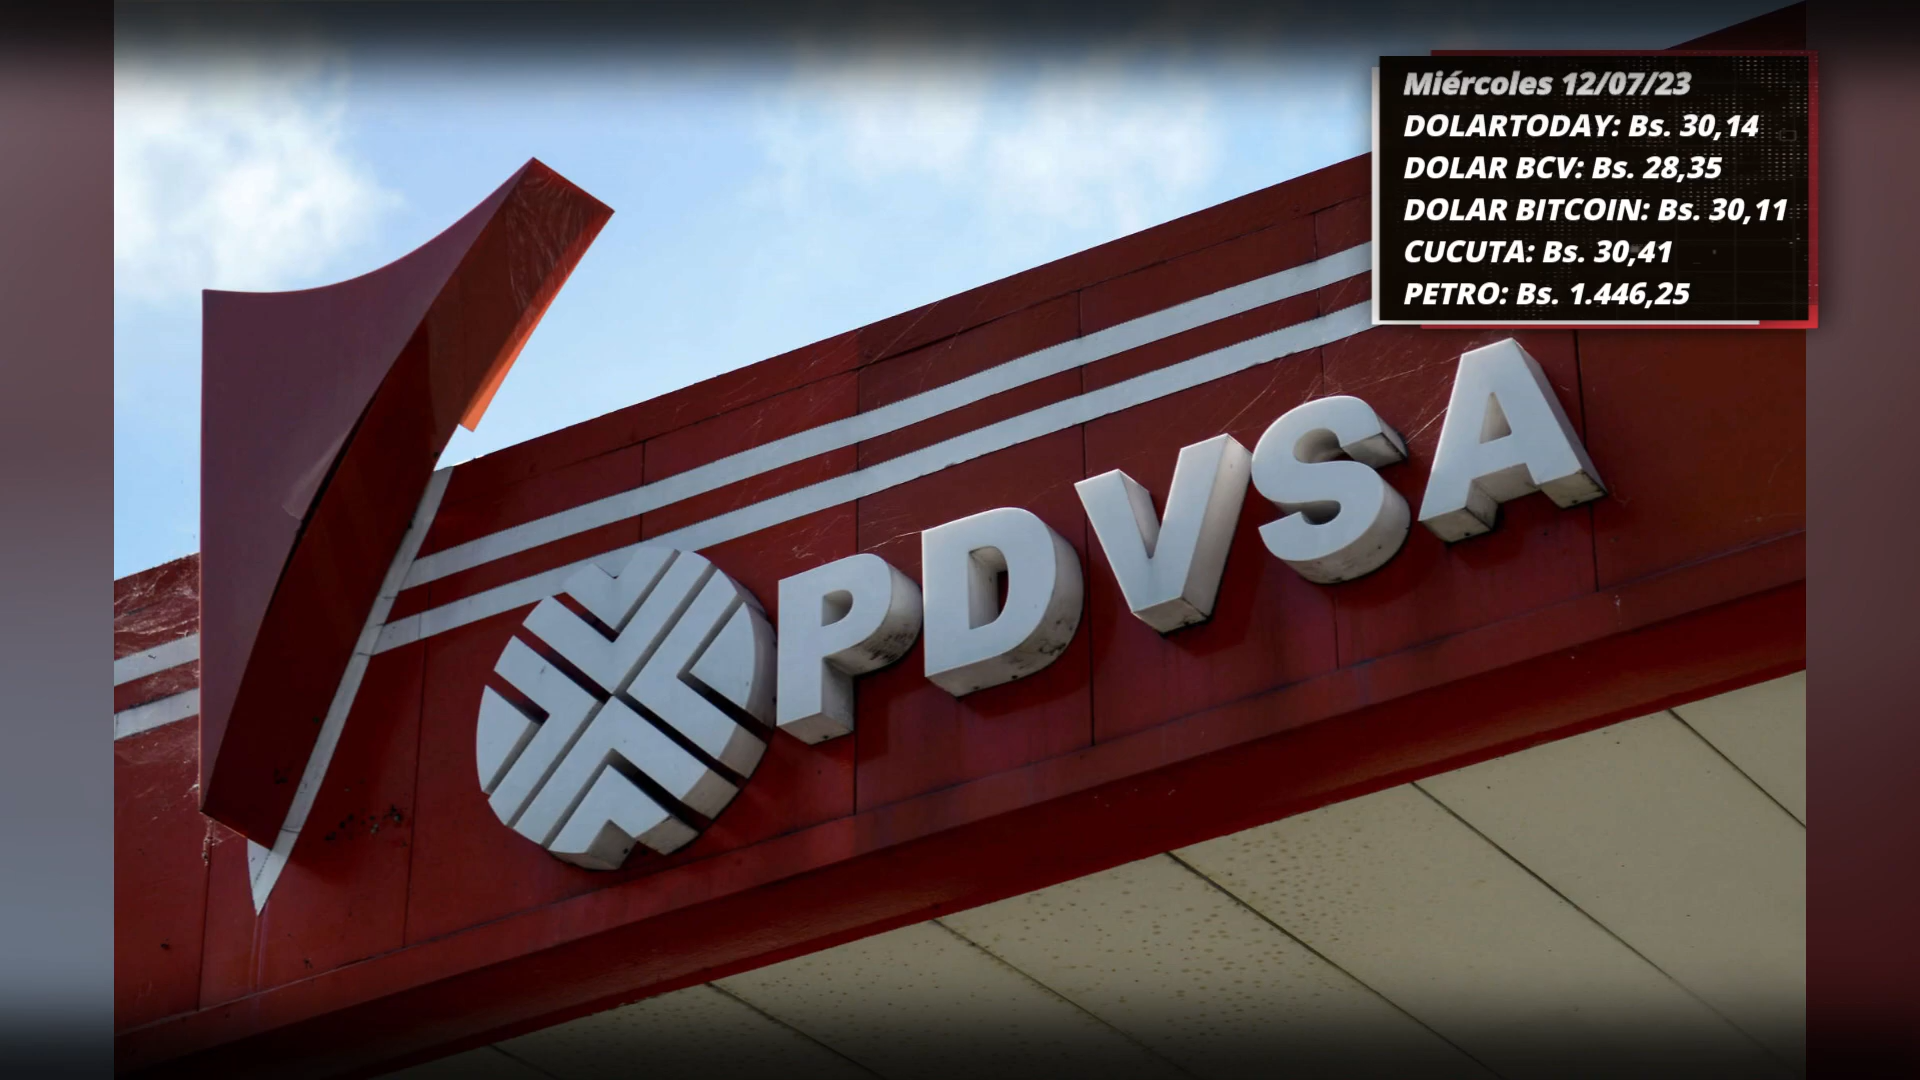 Miércoles 12/07/23
DOLARTODAY: Bs. 30,14
DOLAR BCV: Bs. 28,35
DOLAR BITCOIN: Bs. 30,11
CUCUTA: Bs. 30,41
PETRO: Bs. 1.446,25
PDVSA